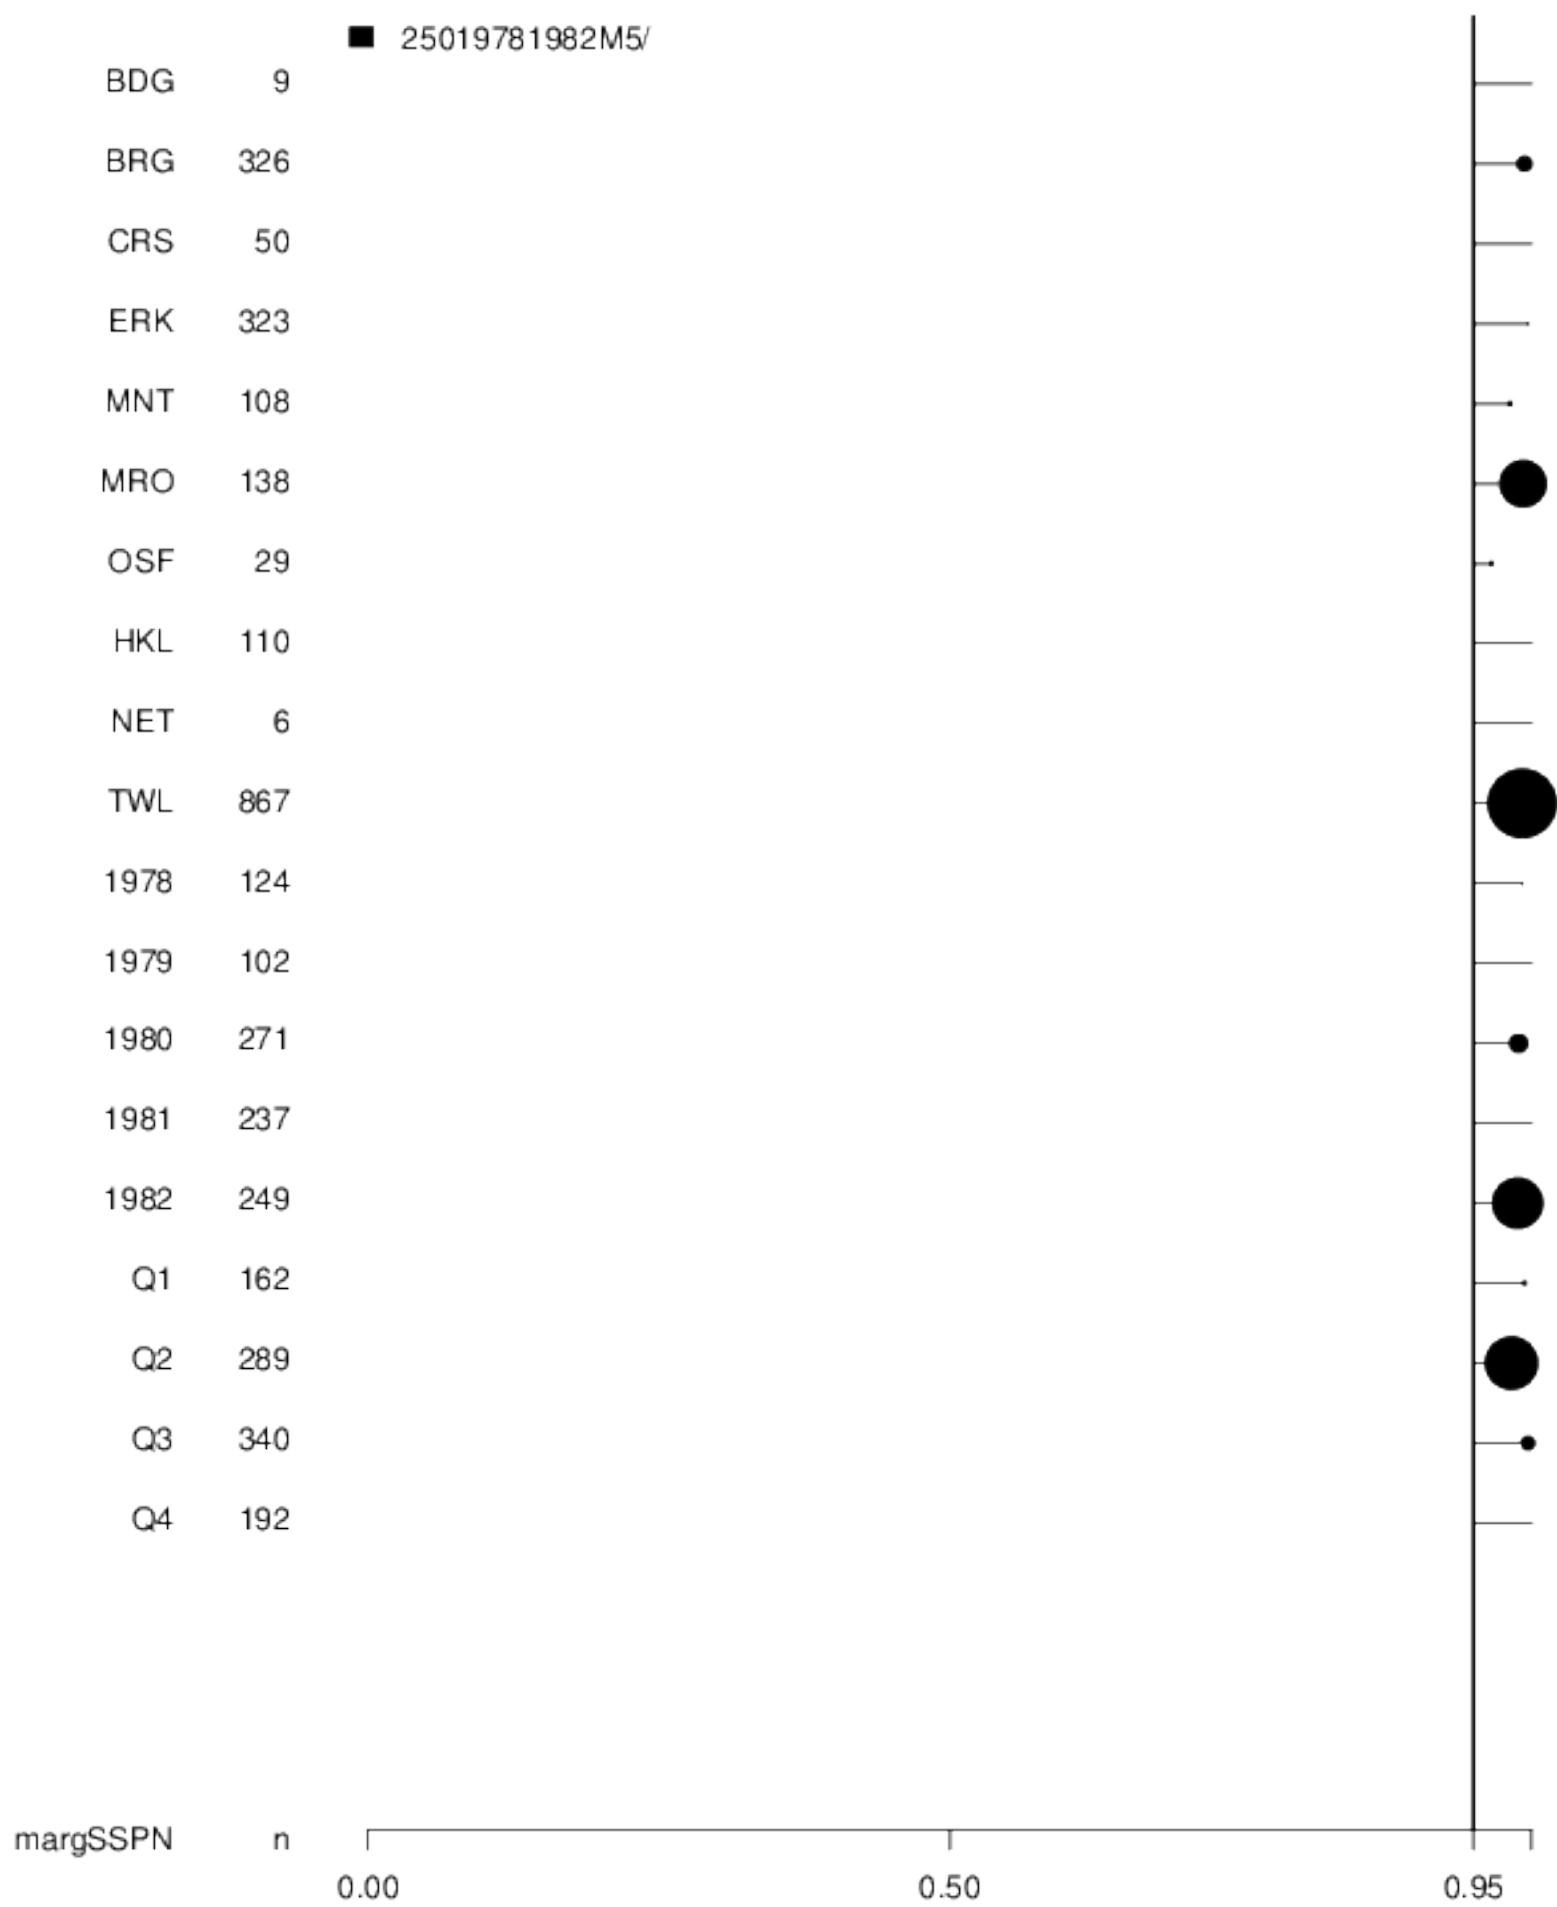 25019781982M5/
BDG 9
BRG 326
CRS 50
ERK 323
MNT 108
MRO 138
OSF 29
HKL 110
NET 6
TWL 867
1978 124
1979 102
1980 271
1981 237
1982 249
Q1 162
Q2 289
Q3 340
Q4 192
margSSPN n
0.00 0.50 0.95